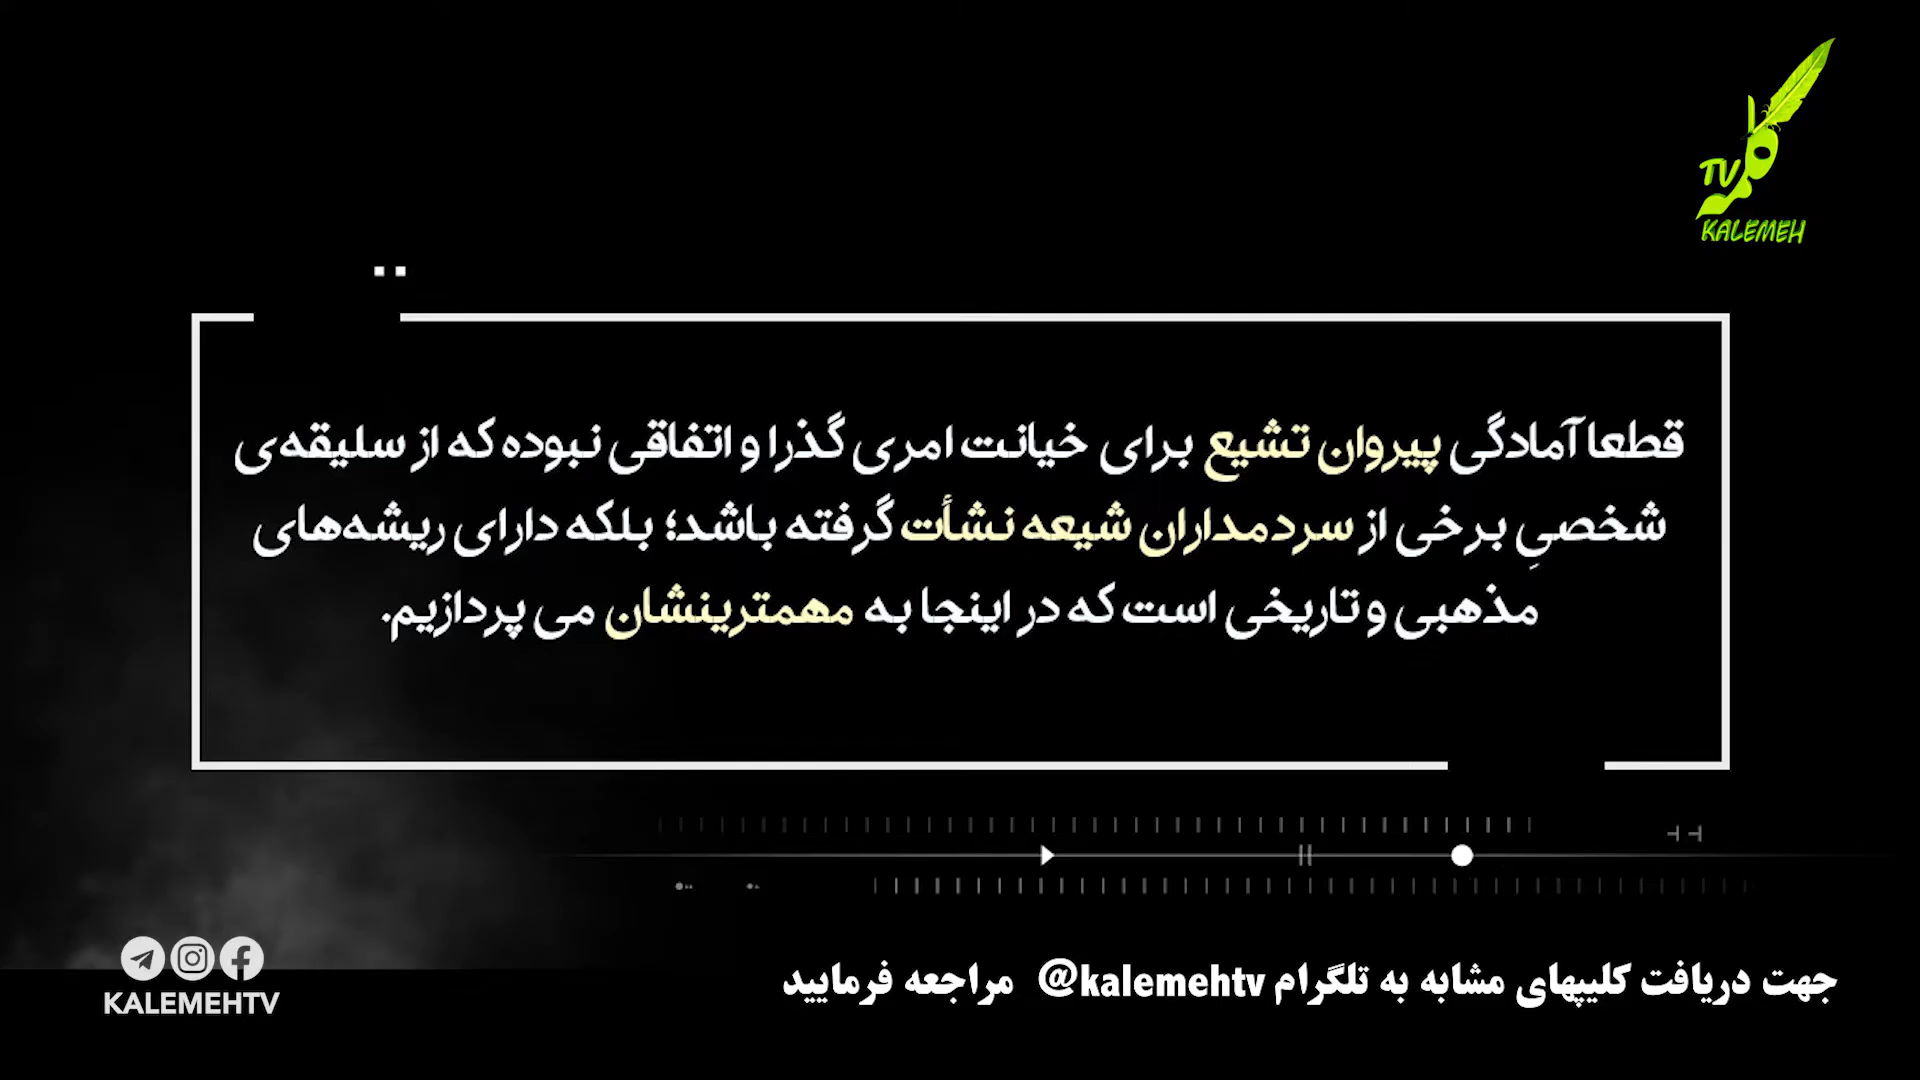 TV
KALEMEH
قطعا آمادگی پیروان تشیع برای خیانت امری گذرا و اتفاقی نبوده که از سلیقه‌ی
شخصیِ برخی از سردمداران شیعه نشأت گرفته باشد؛ بلکه دارای ریشه‌های
مذهبی و تاریخی است که در اینجا به مهمترینشان می پردازیم.
KALEMEHTV
جهت دریافت کلیپهای مشابه به تلگرام kalemehtv@ مراجعه فرمایید